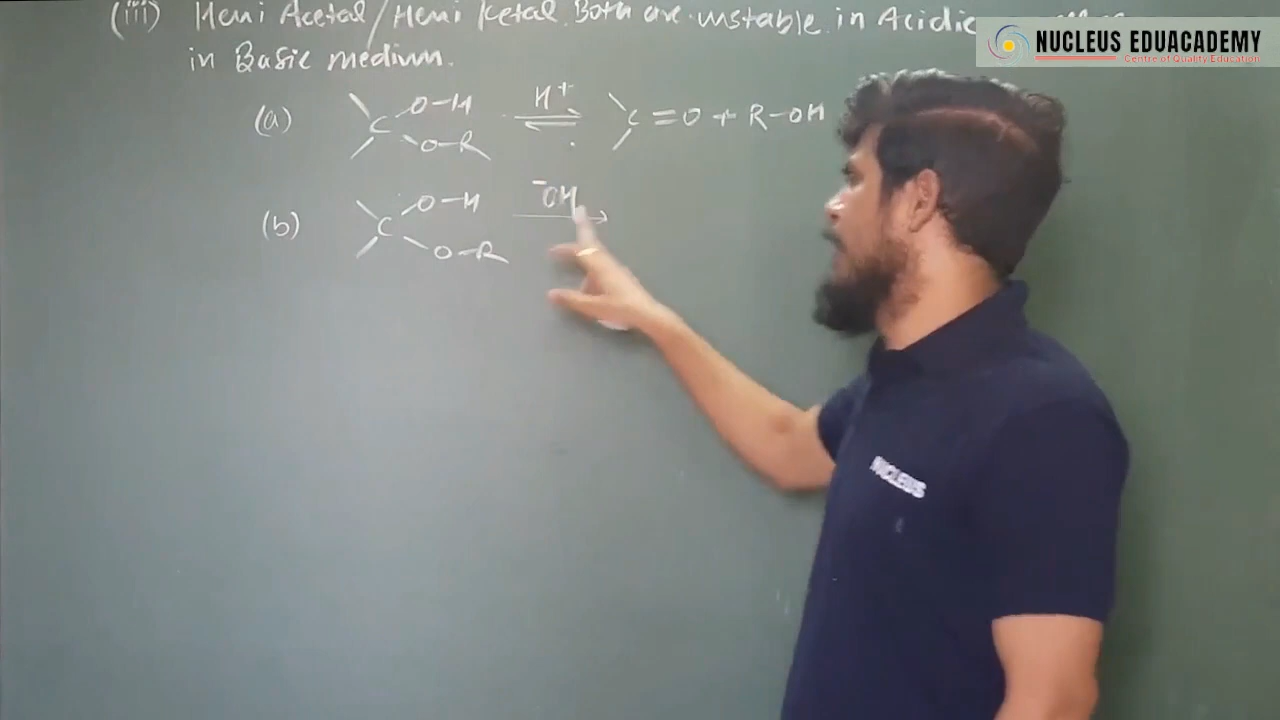 (iii) Hemi Acetal / Hemi Ketal. Both are unstable in Acidic
in Basic medium.
(a) C O-H O-R H+ ⇌ C=O + R-OH
(b) C O-H O-R ⁻OH →
NUCLEUS EDUACADEMY
Centre of Quality Education
NUCLEUS